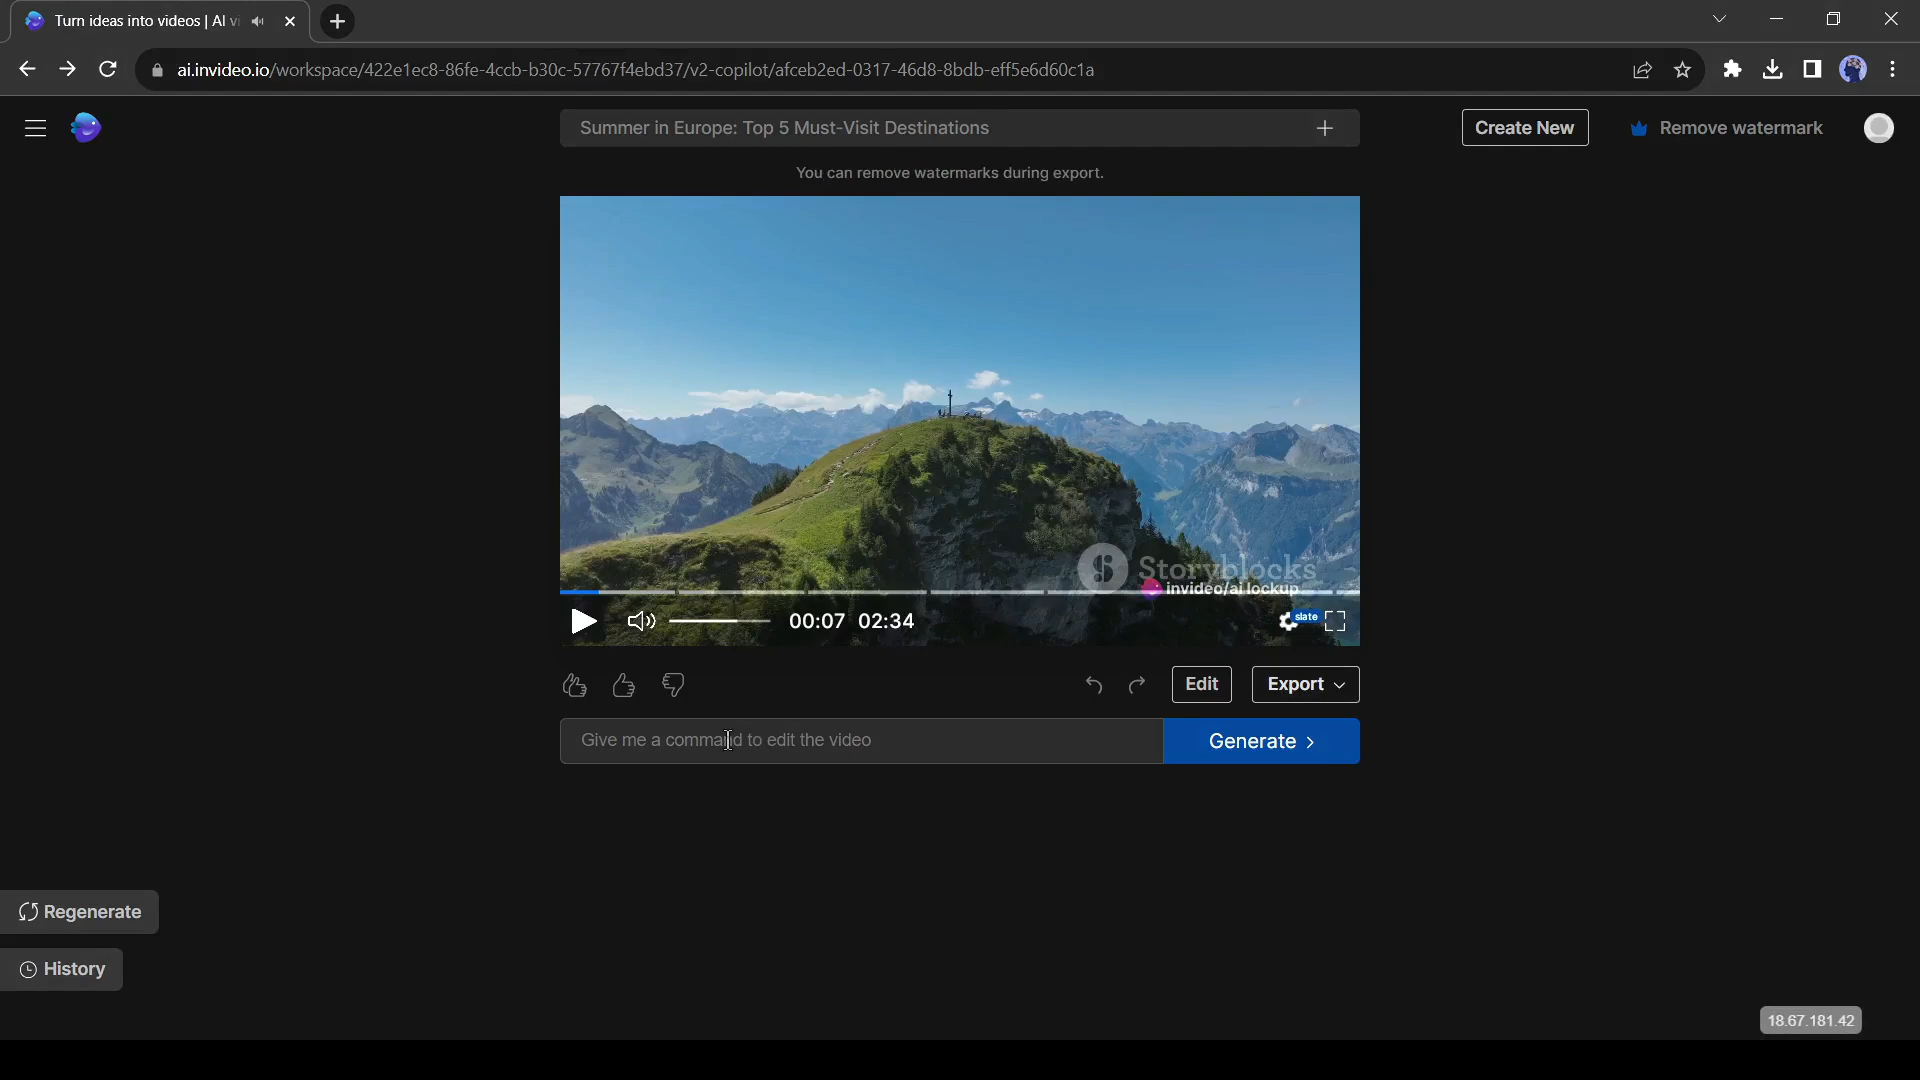 Turn ideas into videos | AI vi
ai.invideo.io/workspace/422e1ec8-86fe-4ccb-b30c-57767f4ebd37/v2-copilot/afceb2ed-0317-46d8-8bdb-eff5e6d60c1a
Summer in Europe: Top 5 Must-Visit Destinations
Create New
Remove watermark
You can remove watermarks during export.
Storyblocks
invideo/ai lockup
00:07 02:34
slate
Edit
Export
Give me a command to edit the video
Generate
Regenerate
History
18.67.181.42